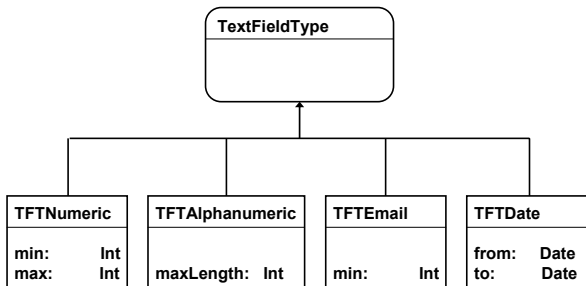 TextFieldType
TFTNumeric
min: Int
max: Int
TFTAlphanumeric
maxLength: Int
TFTEmail
min: Int
TFTDate
from: Date
to: Date